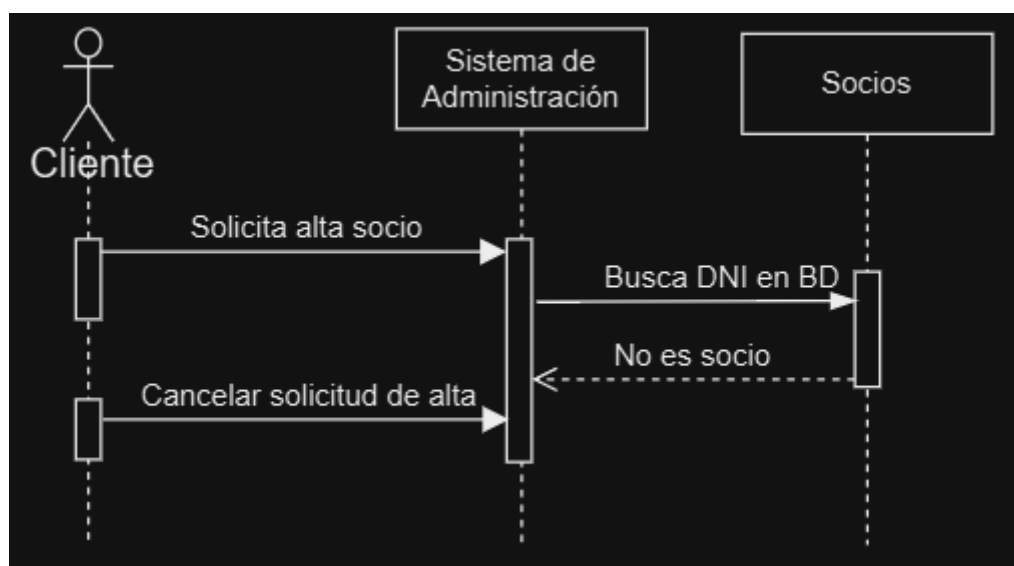 Cliente
Sistema de
Administración
Socios
Solicita alta socio
Busca DNI en BD
No es socio
Cancelar solicitud de alta